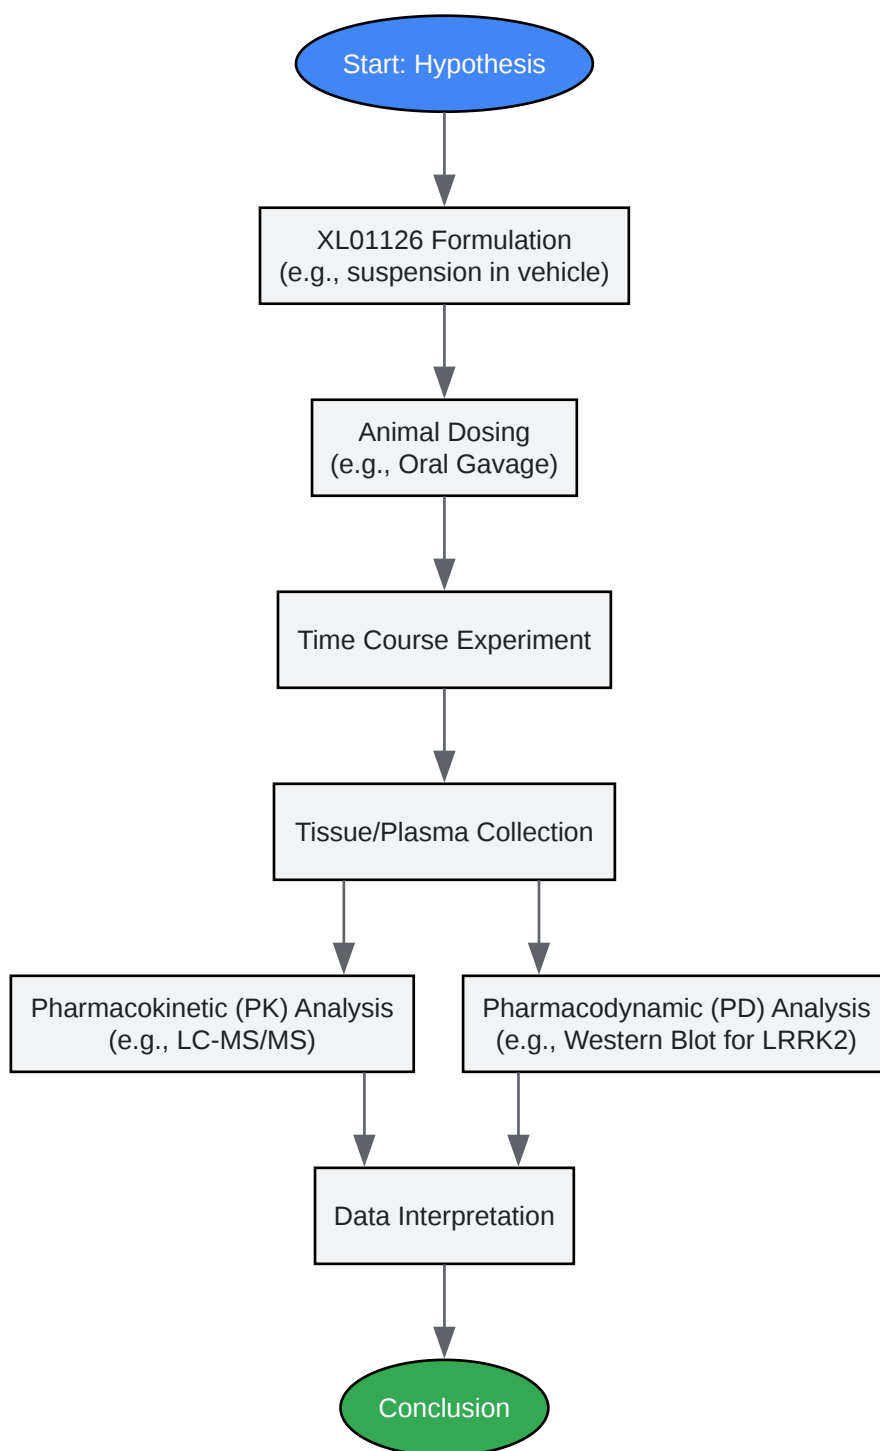 Start: Hypothesis
XL01126 Formulation
(e.g., suspension in vehicle)
Animal Dosing
(e.g., Oral Gavage)
Time Course Experiment
Tissue/Plasma Collection
Pharmacokinetic (PK) Analysis
(e.g., LC-MS/MS)
Pharmacodynamic (PD) Analysis
(e.g., Western Blot for LRRK2)
Data Interpretation
Conclusion